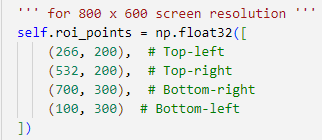 ''' for 800 x 600 screen resolution '''
self.roi_points = np.float32([
    (266, 200),  # Top-left
    (532, 200),  # Top-right
    (700, 300),  # Bottom-right
    (100, 300)  # Bottom-left
])